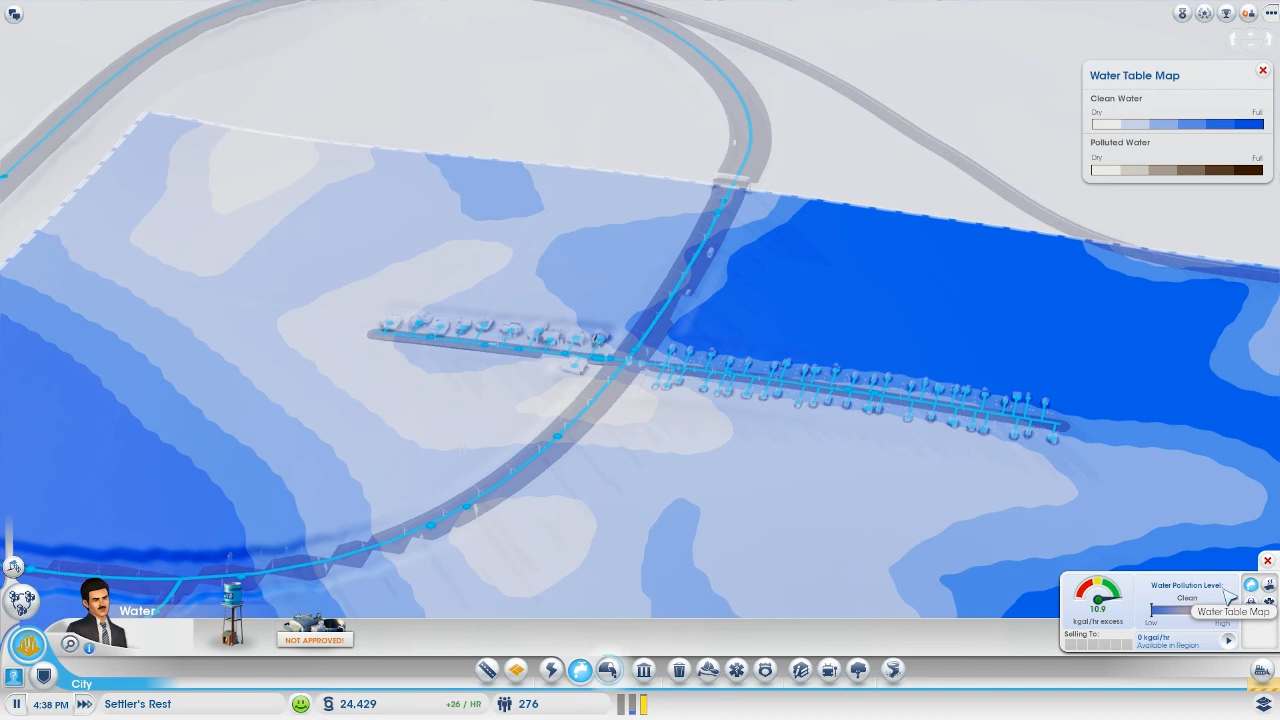 Water Table Map
Clean Water
Dry Full
Polluted Water
Dry Full
Water
NOT APPROVED!
10.9
kgal/hr excess
Selling To:
Water Pollution Level:
Clean
Low High
Water Table Map
0 kgal/hr
Available in Region
City
4:38 PM
Settler's Rest
24,429
+26 / HR
276